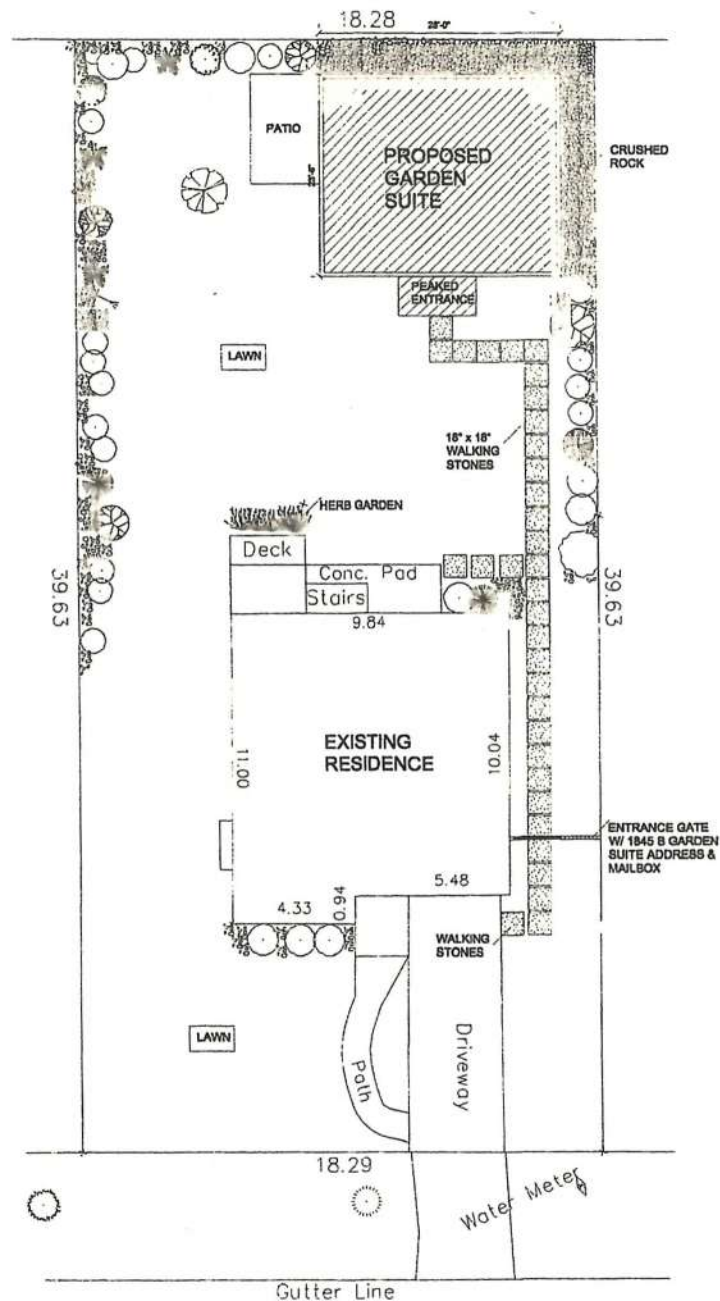 18.28
28'-0"
PATIO
PROPOSED
GARDEN
SUITE
CRUSHED
ROCK
PEAKED
ENTRANCE
LAWN
18" x 18"
WALKING
STONES
HERB GARDEN
Deck
Conc. Pad
Stairs
9.84
39.63
39.63
EXISTING
RESIDENCE
11.00
10.04
ENTRANCE GATE
W/ 1845 B GARDEN
SUITE ADDRESS &
MAILBOX
5.48
4.33
0.94
WALKING
STONES
LAWN
Path
Driveway
18.29
Water Meter
Gutter Line